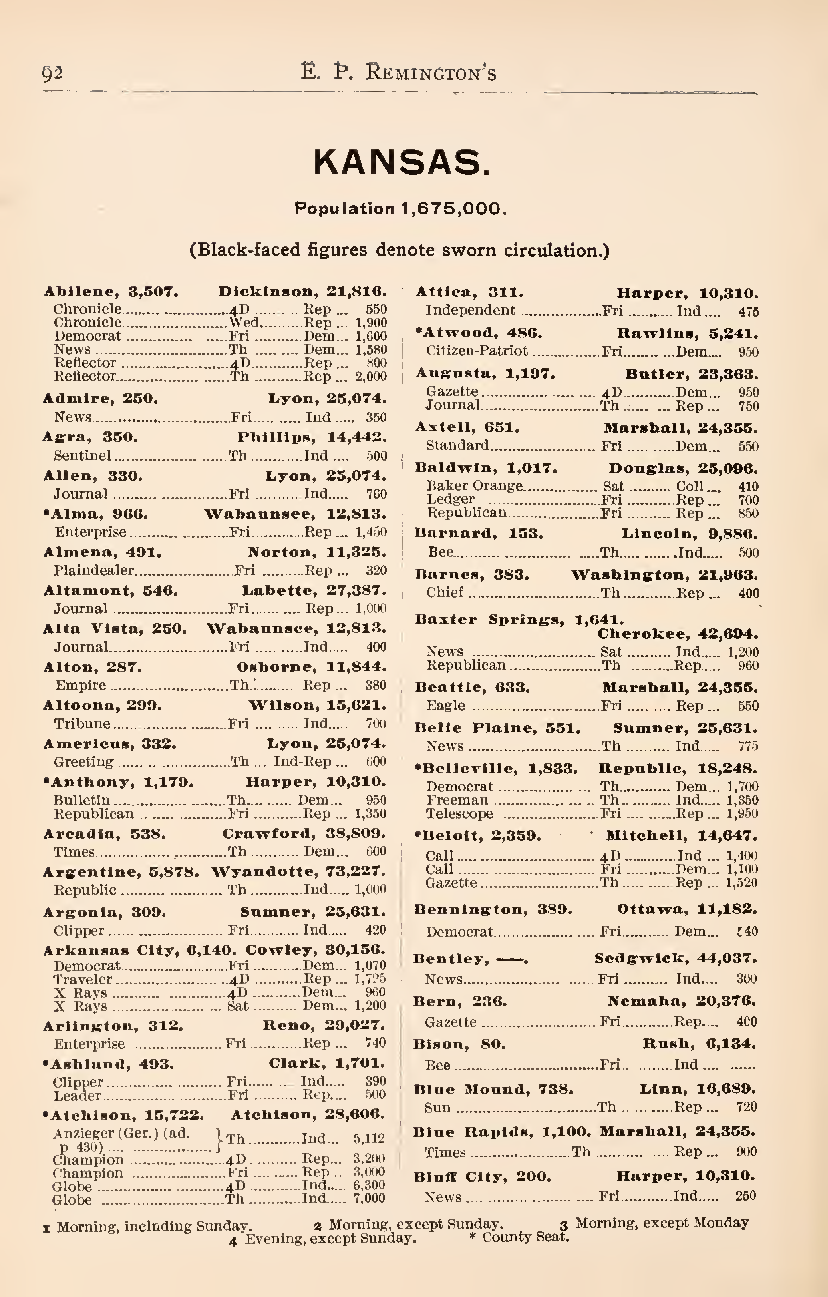 92 E. P. Remington's
KANSAS.
Population 1,675,000.
(Black-faced figures denote sworn circulation.)
Abilene, 3,507. Dickinson, 21,816.
Chronicle 4D Rep 550
Chronicle Wed Rep 1,900
Democrat Fri Dem 1,600
News Th Dem 1,580
Reflector 4D Rep 800
Reflector Th Rep 2,000
Admire, 250. Lyon, 25,074.
News Fri Ind 350
Agra, 350. Phillips, 14,442.
Sentinel Th Ind 500
Allen, 330. Lyon, 25,074.
Journal Fri Ind 760
*Alma, 966. Wabaunsee, 12,813.
Enterprise Fri Rep 1,450
Almena, 491. Norton, 11,325.
Plaindealer Fri Rep 320
Altamont, 546. Labette, 27,387.
Journal Fri Rep 1,000
Alta Vista, 250. Wabaunsee, 12,813.
Journal Fri Ind 400
Alton, 287. Osborne, 11,844.
Empire Th Rep 380
Altoona, 299. Wilson, 15,621.
Tribune Fri Ind 700
Americus, 332. Lyon, 25,074.
Greeting Th Ind-Rep 600
*Anthony, 1,179. Harper, 10,310.
Bulletin Th Dem 950
Republican Fri Rep 1,350
Arcadia, 538. Crawford, 38,809.
Times Th Dem 600
Argentine, 5,878. Wyandotte, 73,227.
Republic Th Ind 1,000
Argonia, 309. Sumner, 25,631.
Clipper Fri Ind 420
Arkansas City, 6,140. Cowley, 30,156.
Democrat Fri Dem 1,070
Traveler 4D Rep 1,725
X Rays 4D Dem 960
X Rays Sat Dem 1,200
Arlington, 312. Reno, 29,027.
Enterprise Fri Rep 740
*Ashland, 493. Clark, 1,701.
Clipper Fri Ind 390
Leader Fri Rep 500
*Atchison, 15,722. Atchison, 28,606.
Anzieger (Ger.) (ad. p 430) Th Ind 5,112
Champion 4D Rep 3,200
Champion Fri Rep 3,000
Globe 4D Ind 6,300
Globe Th Ind 7,000
Attica, 311. Harper, 10,310.
Independent Fri Ind 475
*Atwood, 486. Rawlins, 5,241.
Citizen-Patriot Fri Dem 950
Augusta, 1,197. Butler, 23,363.
Gazette 4D Dem 950
Journal Th Rep 750
Axtell, 651. Marshall, 24,355.
Standard Fri Dem 550
Baldwin, 1,017. Douglas, 25,096.
Baker Orange Sat Coll 410
Ledger Fri Rep 700
Republican Fri Rep 850
Barnard, 153. Lincoln, 9,886.
Bee Th Ind 500
Barnes, 383. Washington, 21,963.
Chief Th Rep 400
Baxter Springs, 1,641.
Cherokee, 42,694.
News Sat Ind 1,200
Republican Th Rep 960
Beattie, 633. Marshall, 24,355.
Eagle Fri Rep 550
Belle Plaine, 551. Sumner, 25,631.
News Th Ind 775
*Belleville, 1,833. Republic, 18,248.
Democrat Th Dem 1,700
Freeman Th Ind 1,350
Telescope Fri Rep 1,950
*Beloit, 2,359. Mitchell, 14,647.
Call 4D Ind 1,400
Call Fri Dem 1,100
Gazette Th Rep 1,520
Bennington, 389. Ottawa, 11,182.
Democrat Fri Dem 540
Bentley, —. Sedgwick, 44,037.
News Fri Ind 300
Bern, 236. Nemaha, 20,376.
Gazette Fri Rep 400
Bison, 80. Rush, 6,134.
Bee Fri Ind
Blue Mound, 738. Linn, 16,689.
Sun Th Rep 720
Blue Rapids, 1,100. Marshall, 24,355.
Times Th Rep 900
Bluff City, 200. Harper, 10,310.
News Fri Ind 250
1 Morning, including Sunday. 2 Morning, except Sunday. 3 Morning, except Monday
4 Evening, except Sunday. * County Seat.